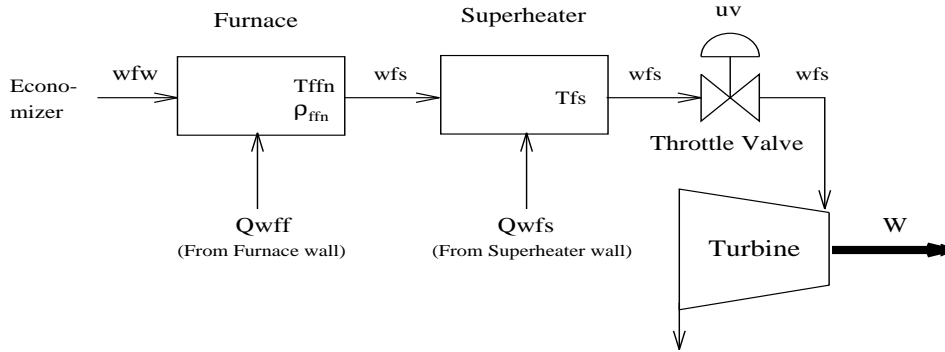 Furnace
Superheater
uv
wfw
wfs
wfs
wfs
Econo-
mizer
Tffn
ρffn
Tfs
Throttle Valve
Qwff
(From Furnace wall)
Qwfs
(From Superheater wall)
Turbine
W